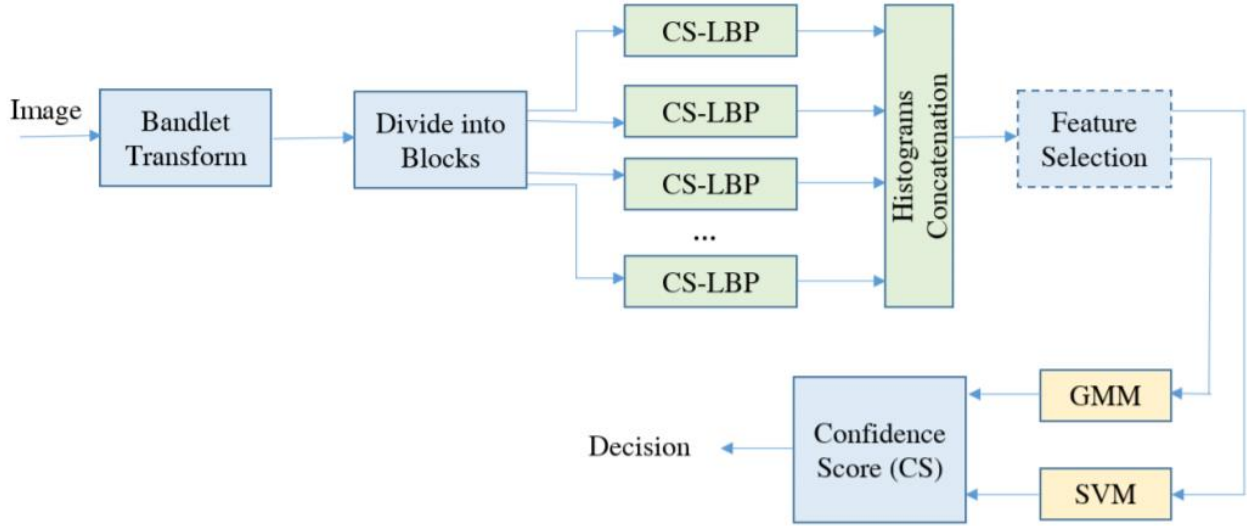 Image
Bandlet
Transform
Divide into
Blocks
CS-LBP
CS-LBP
CS-LBP
...
CS-LBP
Histograms
Concatenation
Feature
Selection
GMM
SVM
Confidence
Score (CS)
Decision